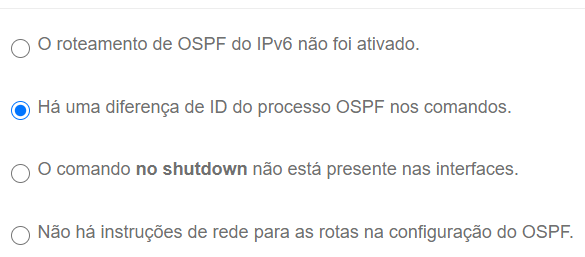 O roteamento de OSPF do IPv6 não foi ativado.
Há uma diferença de ID do processo OSPF nos comandos.
O comando no shutdown não está presente nas interfaces.
Não há instruções de rede para as rotas na configuração do OSPF.